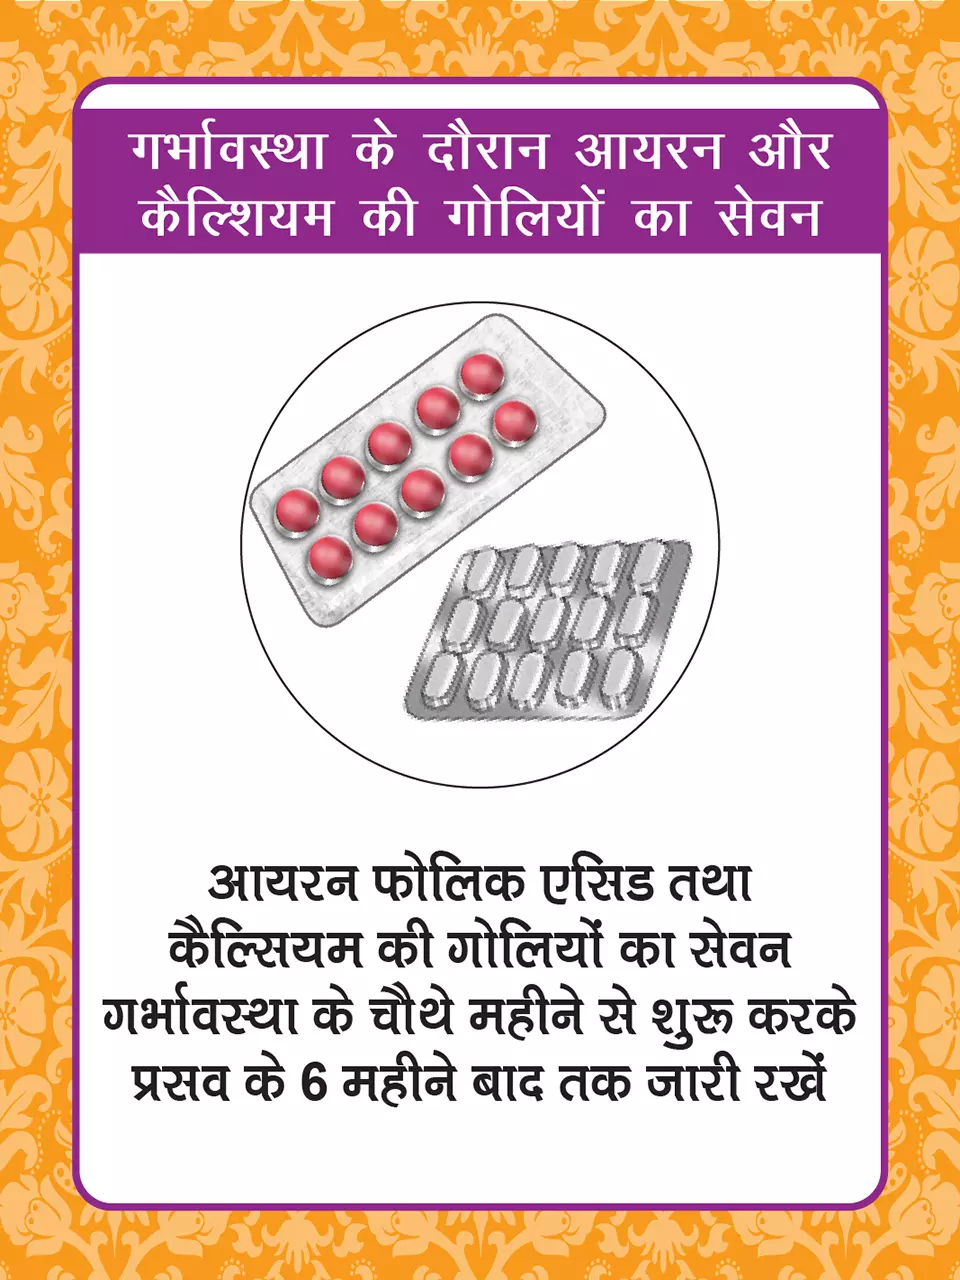 गर्भावस्था के दौरान आयरन और
कैल्शियम की गोलियों का सेवन
आयरन फोलिक एसिड तथा
कैल्सियम की गोलियों का सेवन
गर्भावस्था के चौथे महीने से शुरू करके
प्रसव के 6 महीने बाद तक जारी रखें